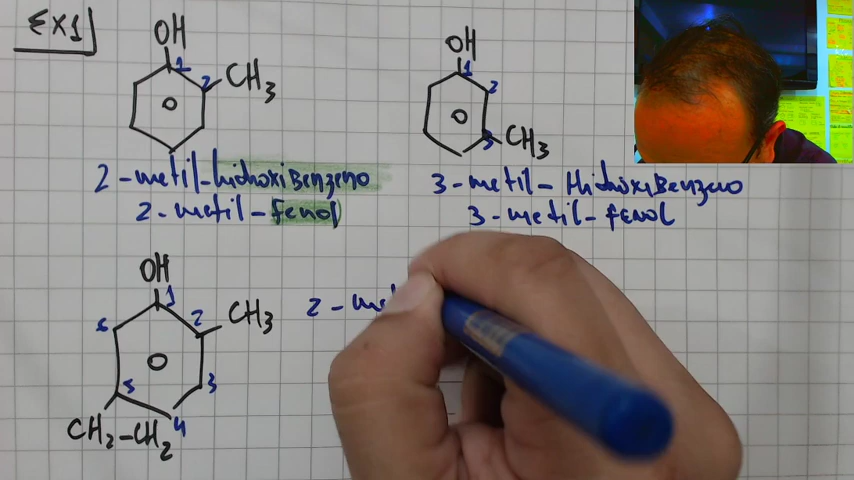 EX1
OH
1
2 CH3
2-metil-hidroxiBenzeno
2-metil-fenol
OH
1
2
3 CH3
3-metil-HidroxiBenzeno
3-metil-fenol
OH
1
6 2 CH3
5 3
CH2-CH2 4
2-me